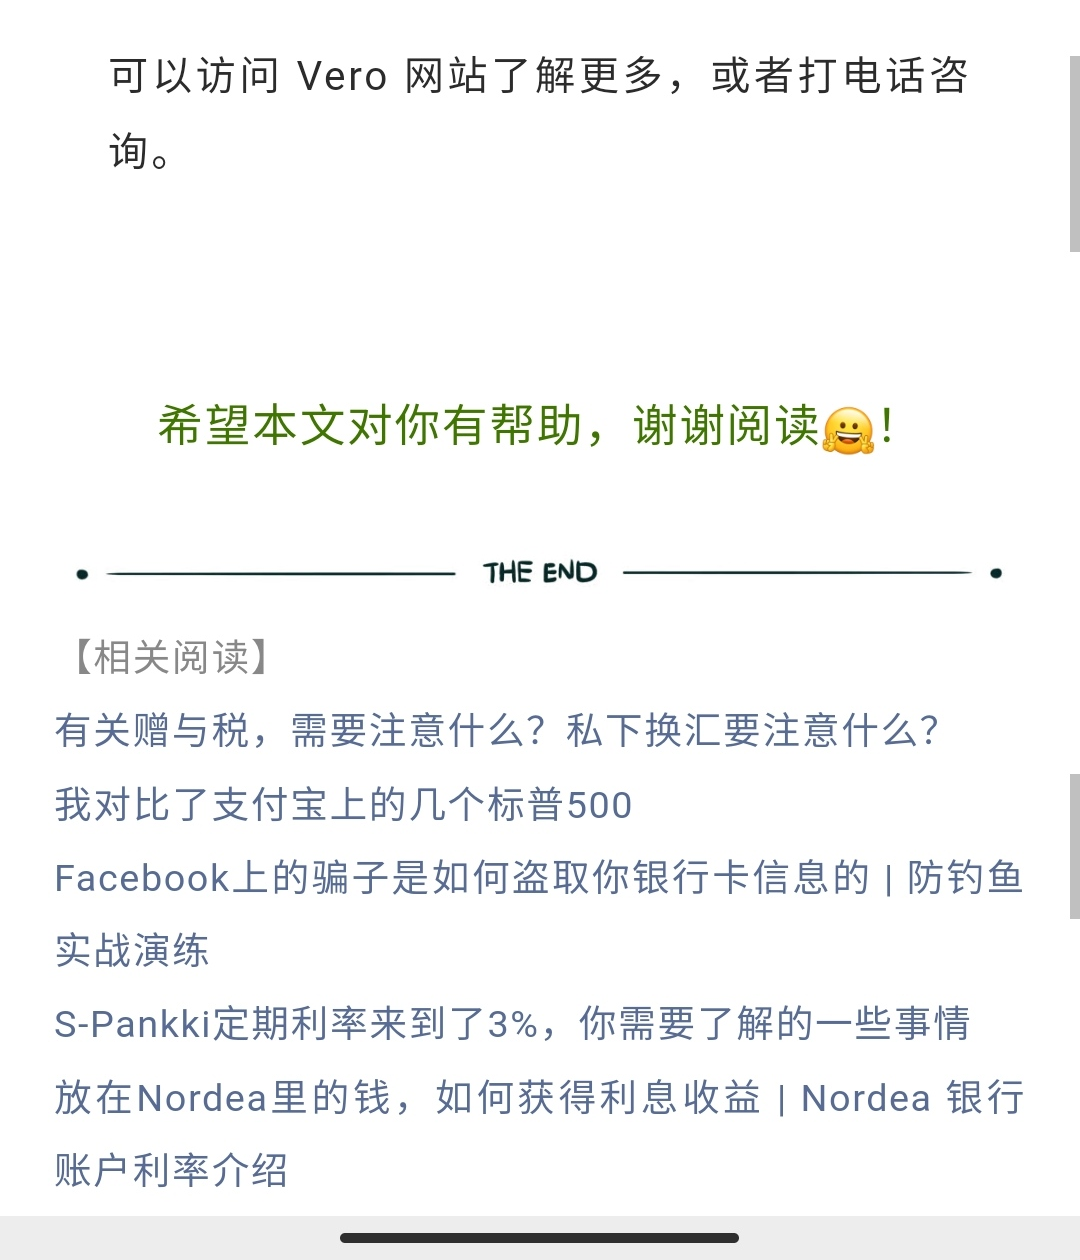 可以访问 Vero 网站了解更多，或者打电话咨
询。
希望本文对你有帮助，谢谢阅读🤗！
THE END
【相关阅读】
有关赠与税，需要注意什么？私下换汇要注意什么？
我对比了支付宝上的几个标普500
Facebook上的骗子是如何盗取你银行卡信息的 | 防钓鱼
实战演练
S-Pankki定期利率来到了3%，你需要了解的一些事情
放在Nordea里的钱，如何获得利息收益 | Nordea 银行
账户利率介绍